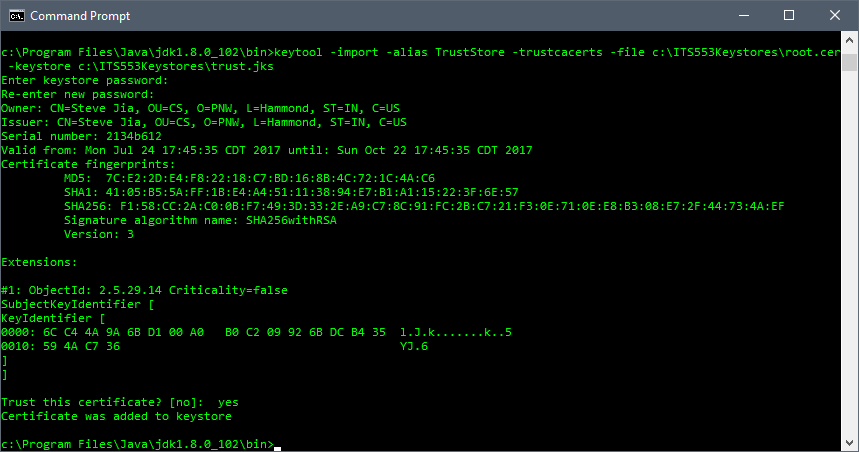 Command Prompt
c:\Program Files\Java\jdk1.8.0_102\bin>keytool -import -alias TrustStore -trustcacerts -file c:\ITS553Keystores\root.cer
 -keystore c:\ITS553Keystores\trust.jks
Enter keystore password:
Re-enter new password:
Owner: CN=Steve Jia, OU=CS, O=PNW, L=Hammond, ST=IN, C=US
Issuer: CN=Steve Jia, OU=CS, O=PNW, L=Hammond, ST=IN, C=US
Serial number: 2134b612
Valid from: Mon Jul 24 17:45:35 CDT 2017 until: Sun Oct 22 17:45:35 CDT 2017
Certificate fingerprints:
         MD5:  7C:E2:2D:E4:F8:22:18:C7:BD:16:8B:4C:72:1C:4A:C6
         SHA1: 41:05:B5:5A:FF:1B:E4:A4:51:11:38:94:E7:B1:A1:15:22:3F:6E:57
         SHA256: F1:58:CC:2A:C0:0B:F7:49:3D:33:2E:A9:C7:8C:91:FC:2B:C7:21:F3:0E:71:0E:E8:B3:08:E7:2F:44:73:4A:EF
         Signature algorithm name: SHA256withRSA
         Version: 3
Extensions:
#1: ObjectId: 2.5.29.14 Criticality=false
SubjectKeyIdentifier [
KeyIdentifier [
0000: 6C C4 4A 9A 6B D1 00 A0   B0 C2 09 92 6B DC B4 35  l.J.k.......k..5
0010: 59 4A C7 36                                        YJ.6
]
]
Trust this certificate? [no]:  yes
Certificate was added to keystore
c:\Program Files\Java\jdk1.8.0_102\bin>